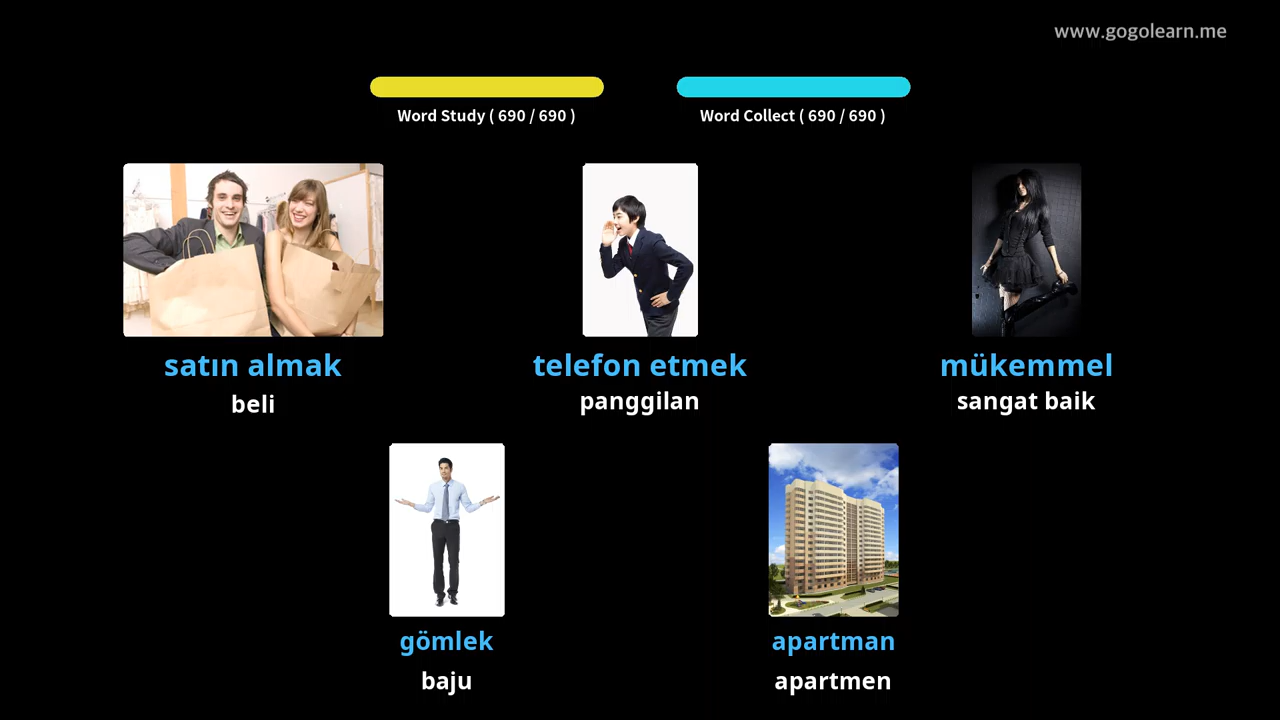 www.gogolearn.me
Word Study ( 690 / 690 )
Word Collect ( 690 / 690 )
satın almak
beli
telefon etmek
panggilan
mükemmel
sangat baik
gömlek
baju
apartman
apartmen